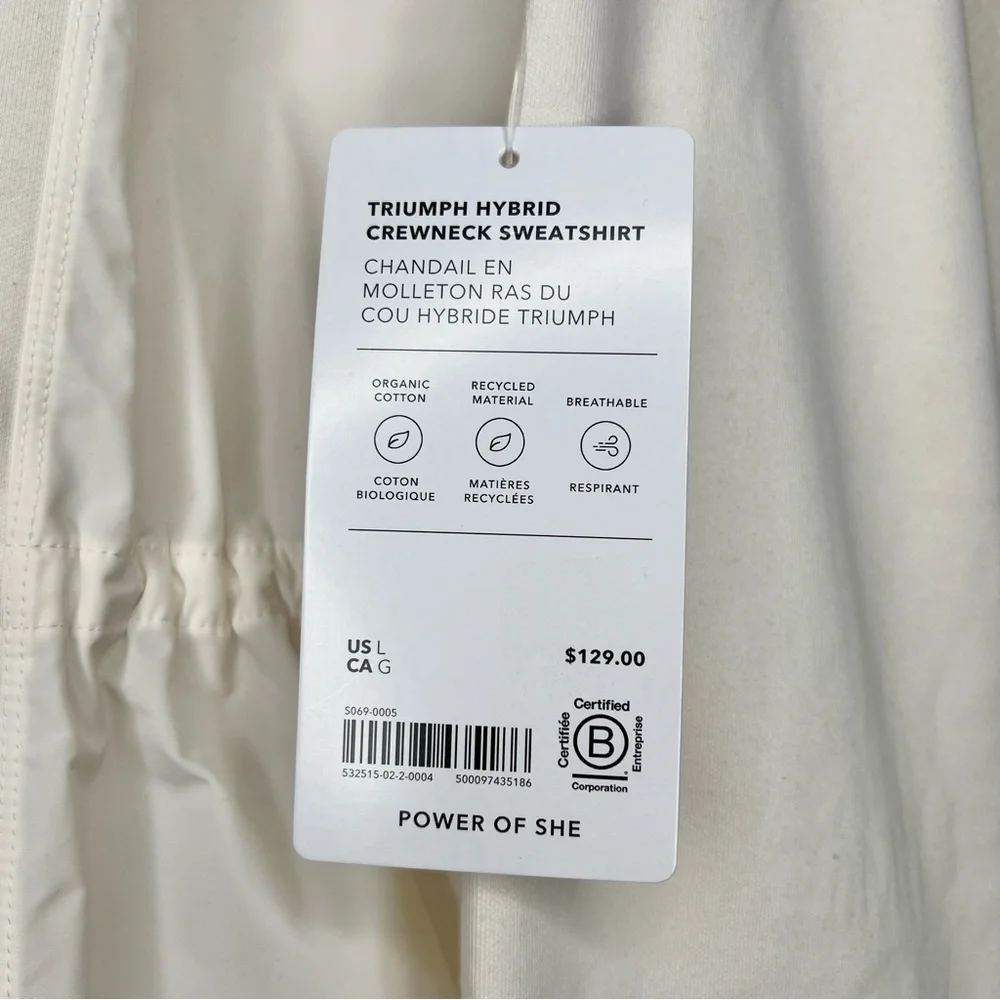 TRIUMPH HYBRID
CREWNECK SWEATSHIRT
CHANDAIL EN
MOLLETON RAS DU
COU HYBRIDE TRIUMPH
ORGANIC
COTTON
RECYCLED
MATERIAL
BREATHABLE
COTON
BIOLOGIQUE
MATIÈRES
RECYCLÉES
RESPIRANT
US L
CA G
$129.00
S069-0005
532515-02-2-0004 500097435186
Certified
Certifiée
B
Entreprise
Corporation
POWER OF SHE